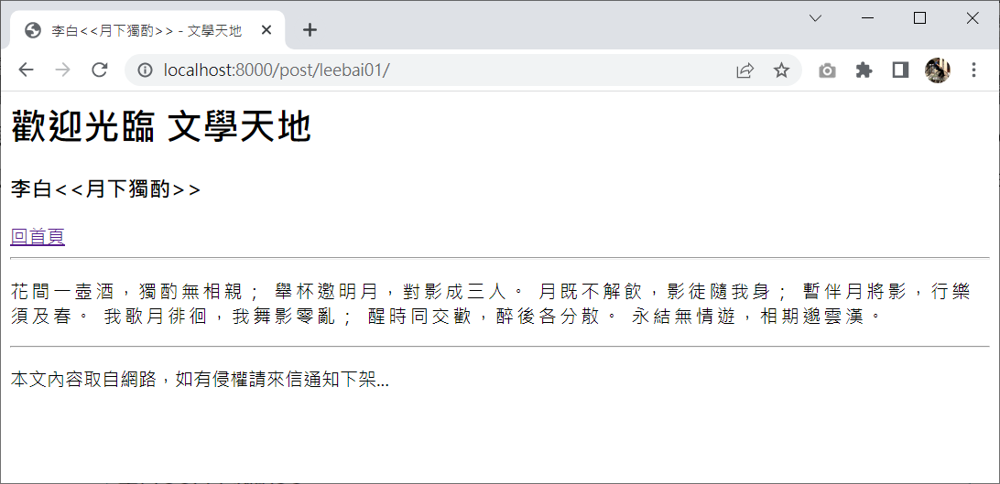 李白<<月下獨酌>> - 文學天地
localhost:8000/post/leebai01/
歡迎光臨 文學天地
李白<<月下獨酌>>
回首頁
花間一壺酒，獨酌無相親； 舉杯邀明月，對影成三人。 月既不解飲，影徒隨我身； 暫伴月將影，行樂
須及春。 我歌月徘徊，我舞影零亂； 醒時同交歡，醉後各分散。 永結無情遊，相期邈雲漢。
本文內容取自網路，如有侵權請來信通知下架...